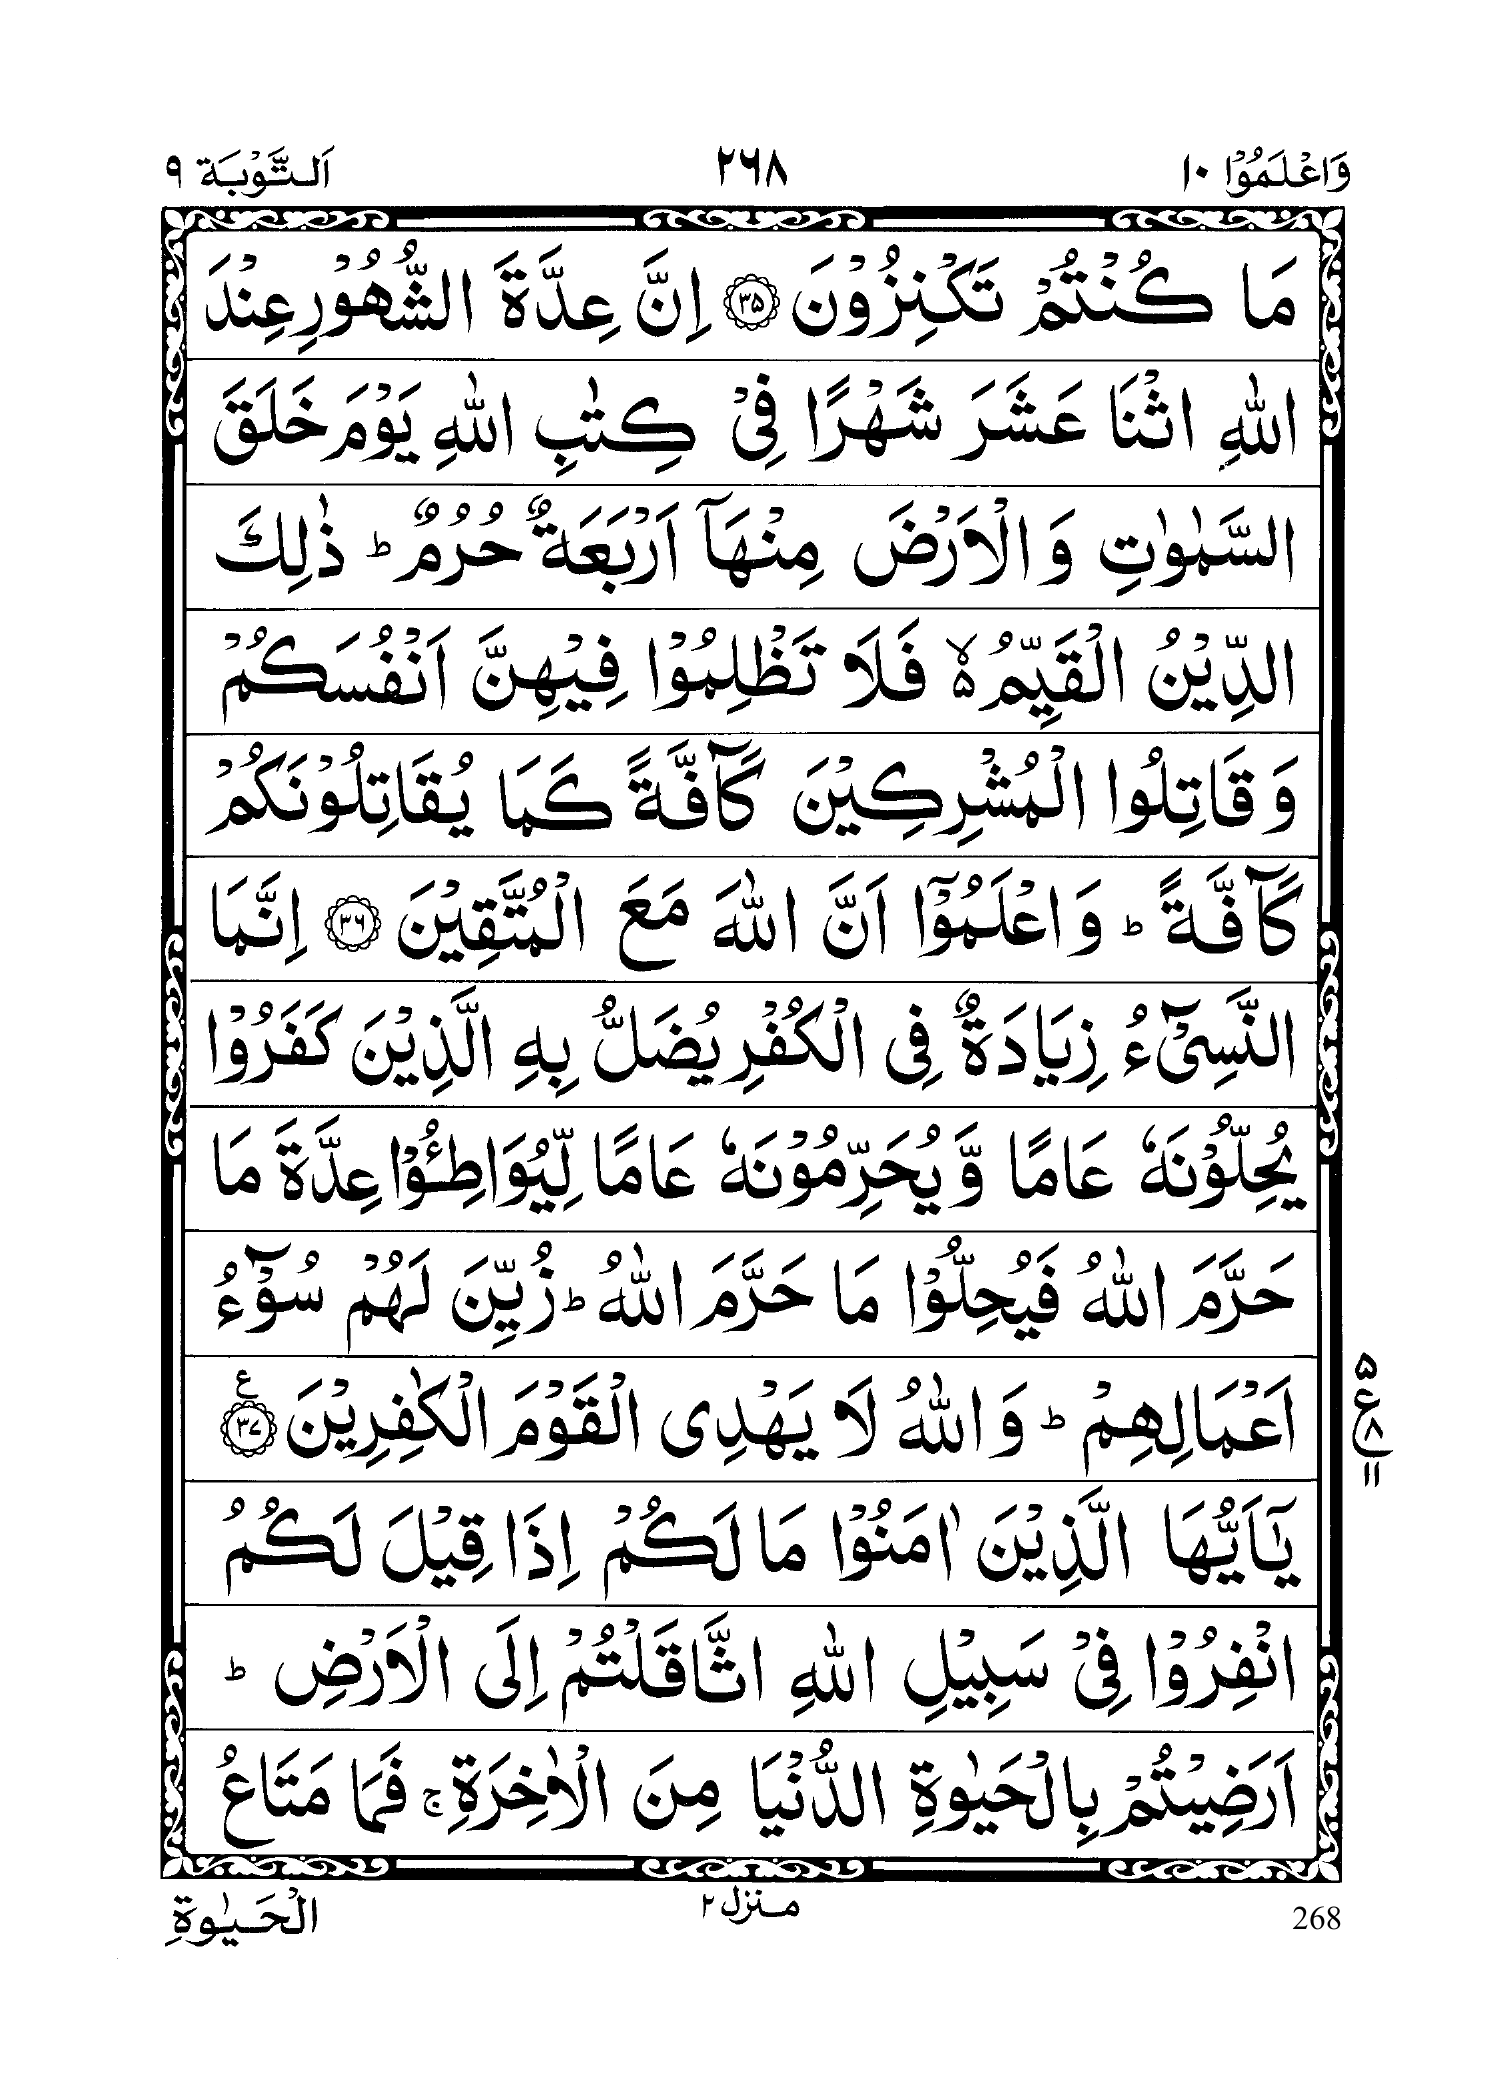 وَاعْلَمُوْٓا ١٠
٢٦٨
اَلتَّوْبَة ٩
مَا كُنْتُمْ تَكْنِزُوْنَ ﴿٣٥﴾ اِنَّ عِدَّةَ الشُّهُوْرِ عِنْدَ
اللّٰهِ اثْنَا عَشَرَ شَهْرًا فِىْ كِتٰبِ اللّٰهِ يَوْمَ خَلَقَ
السَّمٰوٰتِ وَالْاَرْضَ مِنْهَآ اَرْبَعَةٌ حُرُمٌ ؕ ذٰلِكَ
الدِّيْنُ الْقَيِّمُ ۙ۬ فَلَا تَظْلِمُوْا فِيْهِنَّ اَنْفُسَكُمْ
وَقَاتِلُوا الْمُشْرِكِيْنَ كَآفَّةً كَمَا يُقَاتِلُوْنَكُمْ
كَآفَّةً ؕ وَاعْلَمُوْٓا اَنَّ اللّٰهَ مَعَ الْمُتَّقِيْنَ ﴿٣٦﴾ اِنَّمَا
النَّسِىْٓءُ زِيَادَةٌ فِى الْكُفْرِ يُضَلُّ بِهِ الَّذِيْنَ كَفَرُوْا
يُحِلُّوْنَهٗ عَامًا وَّيُحَرِّمُوْنَهٗ عَامًا لِّيُوَاطِـُٔوْا عِدَّةَ مَا
حَرَّمَ اللّٰهُ فَيُحِلُّوْا مَا حَرَّمَ اللّٰهُ ؕ زُيِّنَ لَهُمْ سُوْٓءُ
اَعْمَالِهِمْ ؕ وَاللّٰهُ لَا يَهْدِى الْقَوْمَ الْكٰفِرِيْنَ ﴿٣٧﴾ ع
٥
ع ٨
١١
يٰٓاَيُّهَا الَّذِيْنَ اٰمَنُوْا مَا لَكُمْ اِذَا قِيْلَ لَكُمُ
انْفِرُوْا فِىْ سَبِيْلِ اللّٰهِ اثَّاقَلْتُمْ اِلَى الْاَرْضِ ؕ
اَرَضِيْتُمْ بِالْحَيٰوةِ الدُّنْيَا مِنَ الْاٰخِرَةِ ۚ فَمَا مَتَاعُ
268
منزل ٢
الْحَيٰوةِ